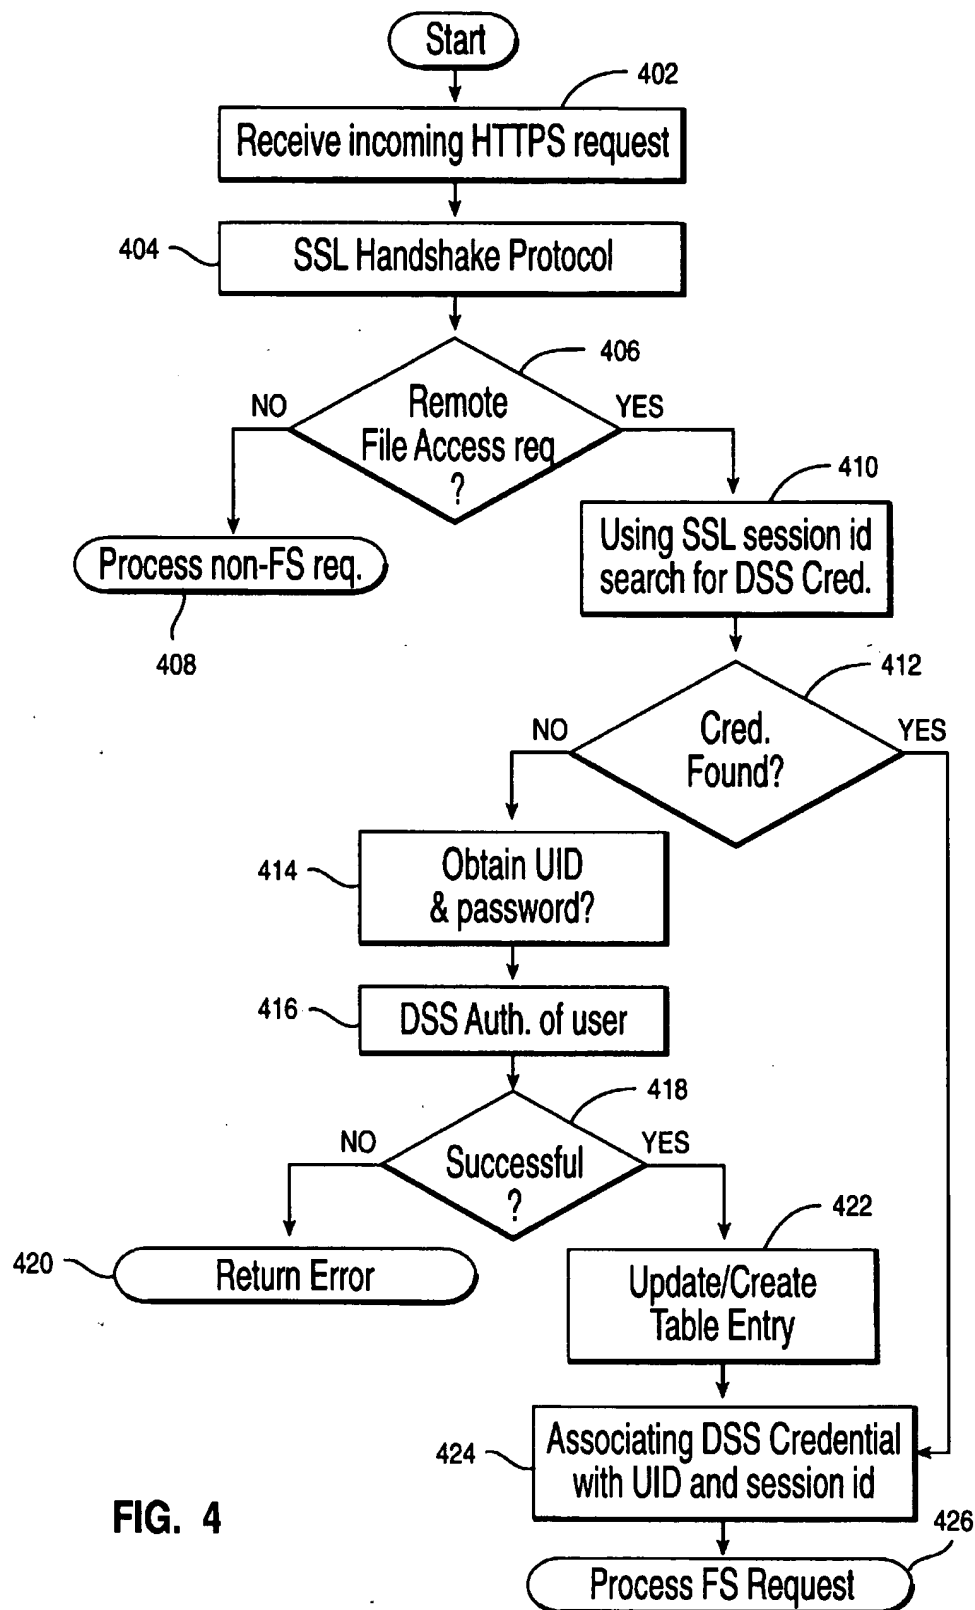 Start
402
Receive incoming HTTPS request
404
SSL Handshake Protocol
406
NO
YES
Remote
File Access req
?
410
Process non-FS req.
408
Using SSL session id
search for DSS Cred.
412
NO
YES
Cred.
Found?
414
Obtain UID
& password?
416
DSS Auth. of user
418
NO
YES
Successful
?
420
Return Error
422
Update/Create
Table Entry
424
Associating DSS Credential
with UID and session id
FIG. 4
426
Process FS Request